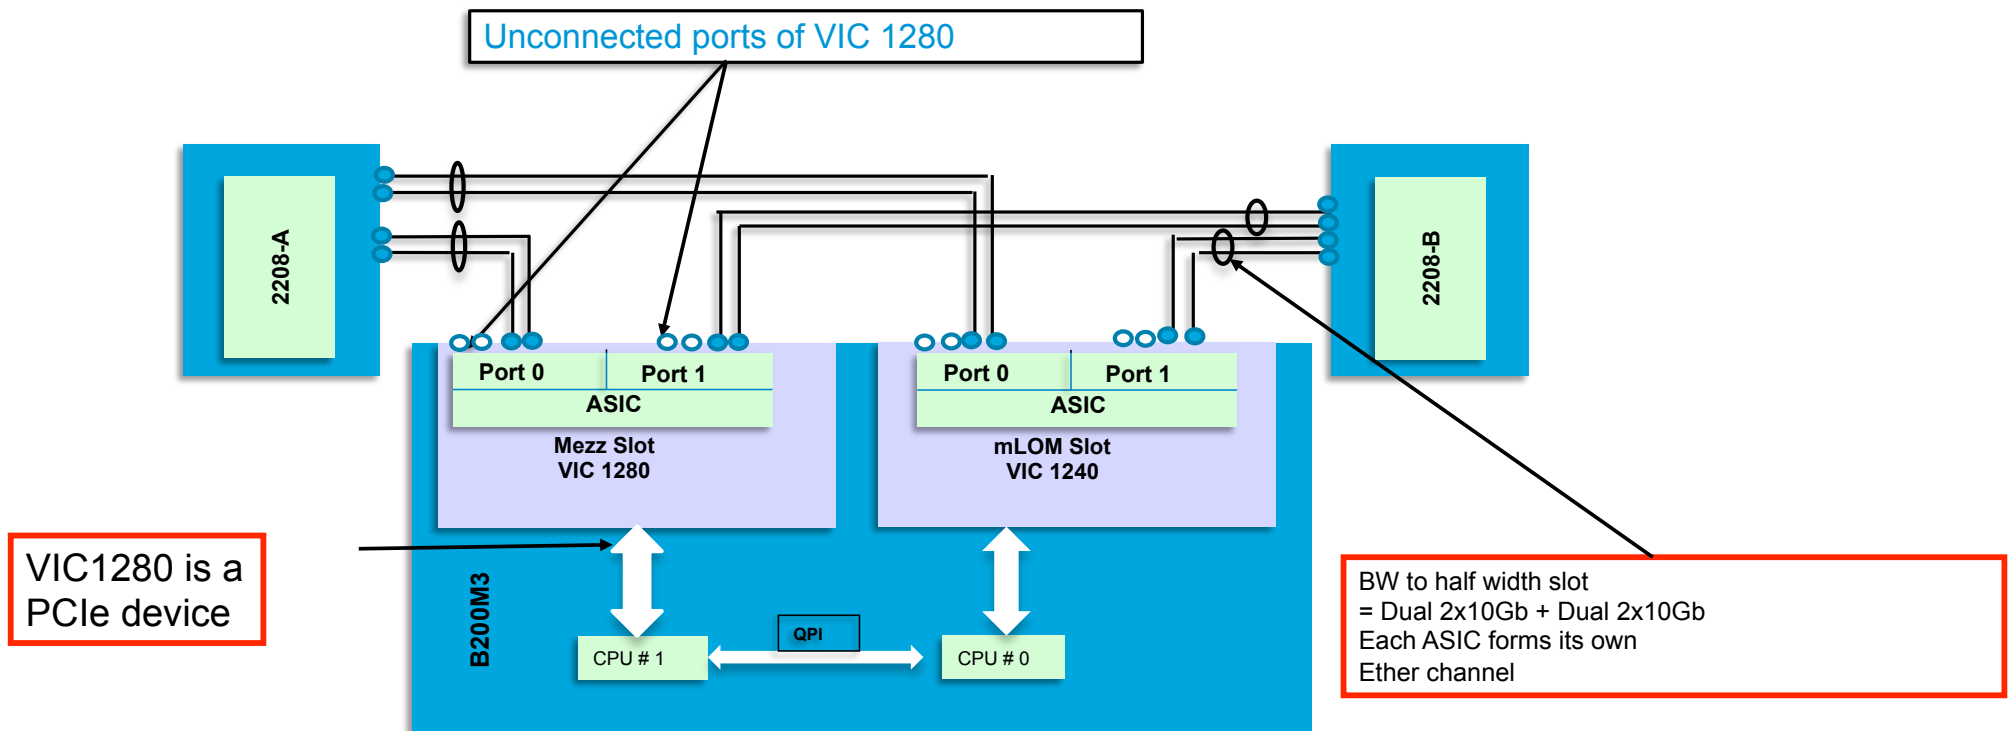 Unconnected ports of VIC 1280
2208-A
2208-B
Port 0
Port 1
ASIC
Mezz Slot
VIC 1280
Port 0
Port 1
ASIC
mLOM Slot
VIC 1240
VIC1280 is a
PCIe device
B200M3
QPI
CPU # 1
CPU # 0
BW to half width slot
= Dual 2x10Gb + Dual 2x10Gb
Each ASIC forms its own
Ether channel